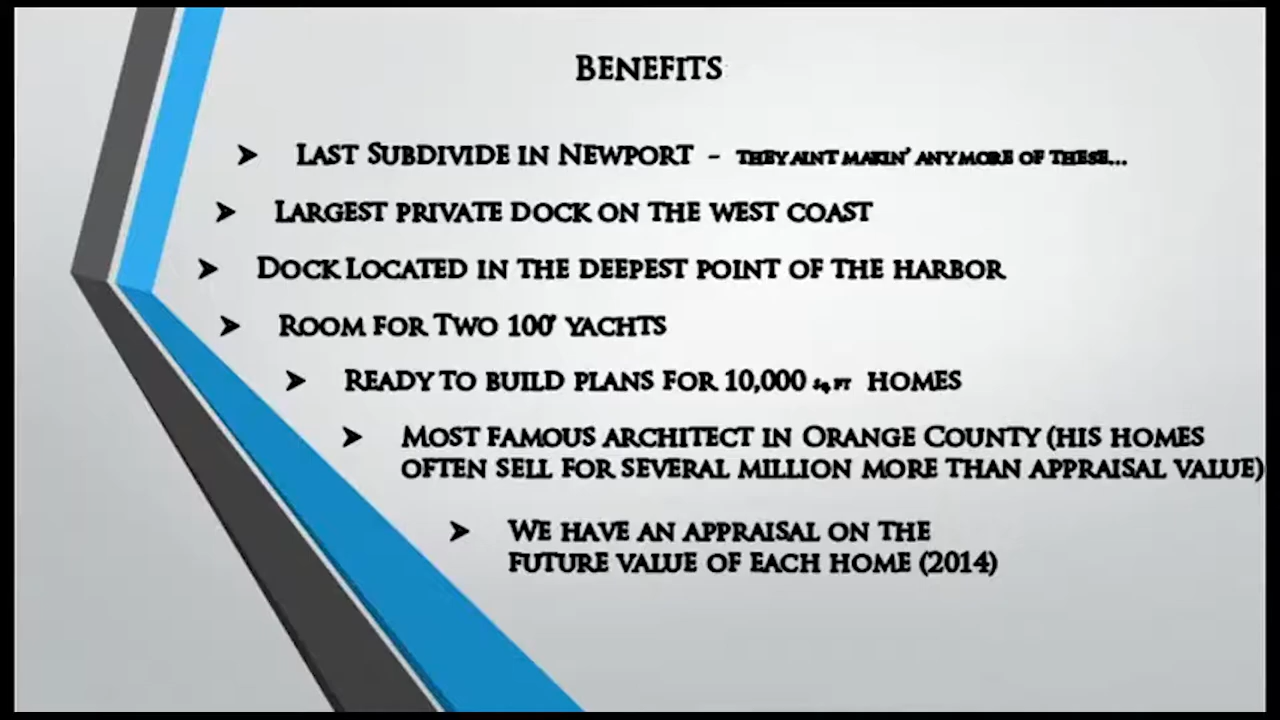 BENEFITS
➤ LAST SUBDIVIDE IN NEWPORT - THEY AINT MAKIN' ANYMORE OF THESE...
➤ LARGEST PRIVATE DOCK ON THE WEST COAST
➤ DOCK LOCATED IN THE DEEPEST POINT OF THE HARBOR
➤ ROOM FOR TWO 100' YACHTS
➤ READY TO BUILD PLANS FOR 10,000 SQ FT HOMES
➤ MOST FAMOUS ARCHITECT IN ORANGE COUNTY (HIS HOMES
OFTEN SELL FOR SEVERAL MILLION MORE THAN APPRAISAL VALUE)
➤ WE HAVE AN APPRAISAL ON THE
FUTURE VALUE OF EACH HOME (2014)